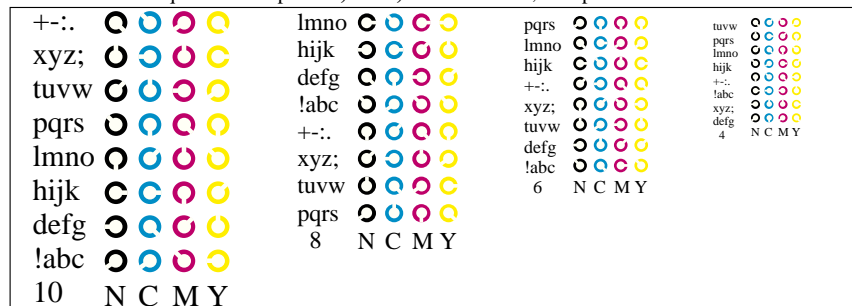 +-:.
xyz;
tuvw
pqrs
lmno
hijk
defg
!abc
10 N C M Y
lmno
hijk
defg
!abc
+-:.
xyz;
tuvw
pqrs
8 N C M Y
pqrs
lmno
hijk
+-:.
xyz;
tuvw
defg
!abc
6 N C M Y
tuvw
pqrs
lmno
hijk
+-:.
!abc
xyz;
defg
4 N C M Y